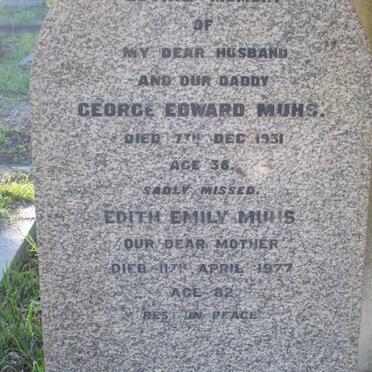 OF
MY DEAR HUSBAND
AND OUR DADDY
GEORGE EDWARD MUHS.
DIED 7TH DEC 1931
AGE 36.
SADLY MISSED.
EDITH EMILY MUHS
OUR DEAR MOTHER
DIED 11TH APRIL 1977
AGE 82
REST IN PEACE